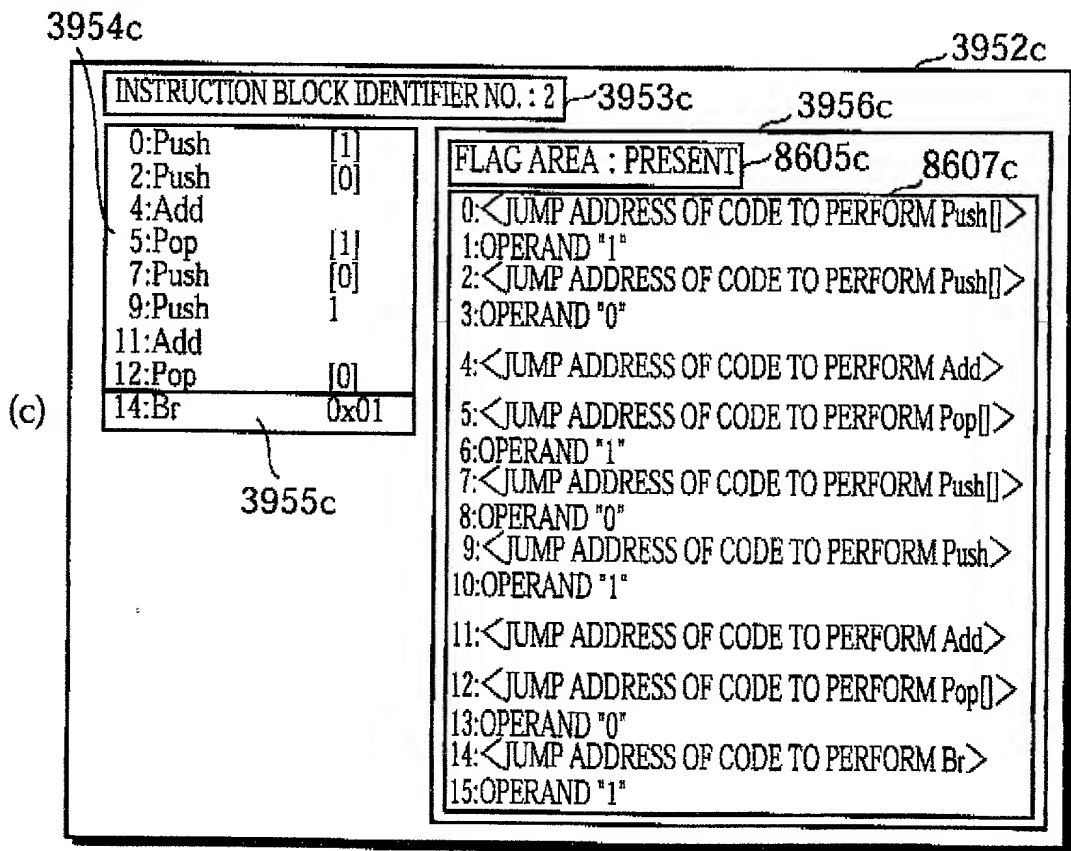 3954c
3952c
INSTRUCTION BLOCK IDENTIFIER NO. : 2
3953c
3956c
0:Push [1]
2:Push [0]
4:Add
5:Pop [1]
7:Push [0]
9:Push 1
11:Add
12:Pop [0]
14:Br 0x01
(c)
3955c
FLAG AREA : PRESENT
8605c
8607c
0:<JUMP ADDRESS OF CODE TO PERFORM Push[]>
1:OPERAND "1"
2:<JUMP ADDRESS OF CODE TO PERFORM Push[]>
3:OPERAND "0"
4:<JUMP ADDRESS OF CODE TO PERFORM Add>
5:<JUMP ADDRESS OF CODE TO PERFORM Pop[]>
6:OPERAND "1"
7:<JUMP ADDRESS OF CODE TO PERFORM Push[]>
8:OPERAND "0"
9:<JUMP ADDRESS OF CODE TO PERFORM Push>
10:OPERAND "1"
11:<JUMP ADDRESS OF CODE TO PERFORM Add>
12:<JUMP ADDRESS OF CODE TO PERFORM Pop[]>
13:OPERAND "0"
14:<JUMP ADDRESS OF CODE TO PERFORM Br>
15:OPERAND "1"